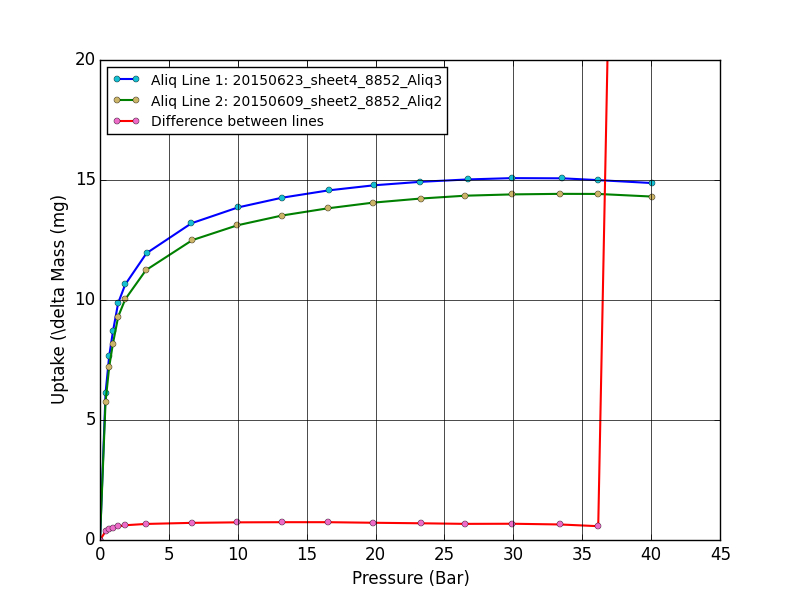 Aliq Line 1: 20150623_sheet4_8852_Aliq3
Aliq Line 2: 20150609_sheet2_8852_Aliq2
Difference between lines
Uptake (\delta Mass (mg)
20
15
10
5
0
0 5 10 15 20 25 30 35 40 45
Pressure (Bar)